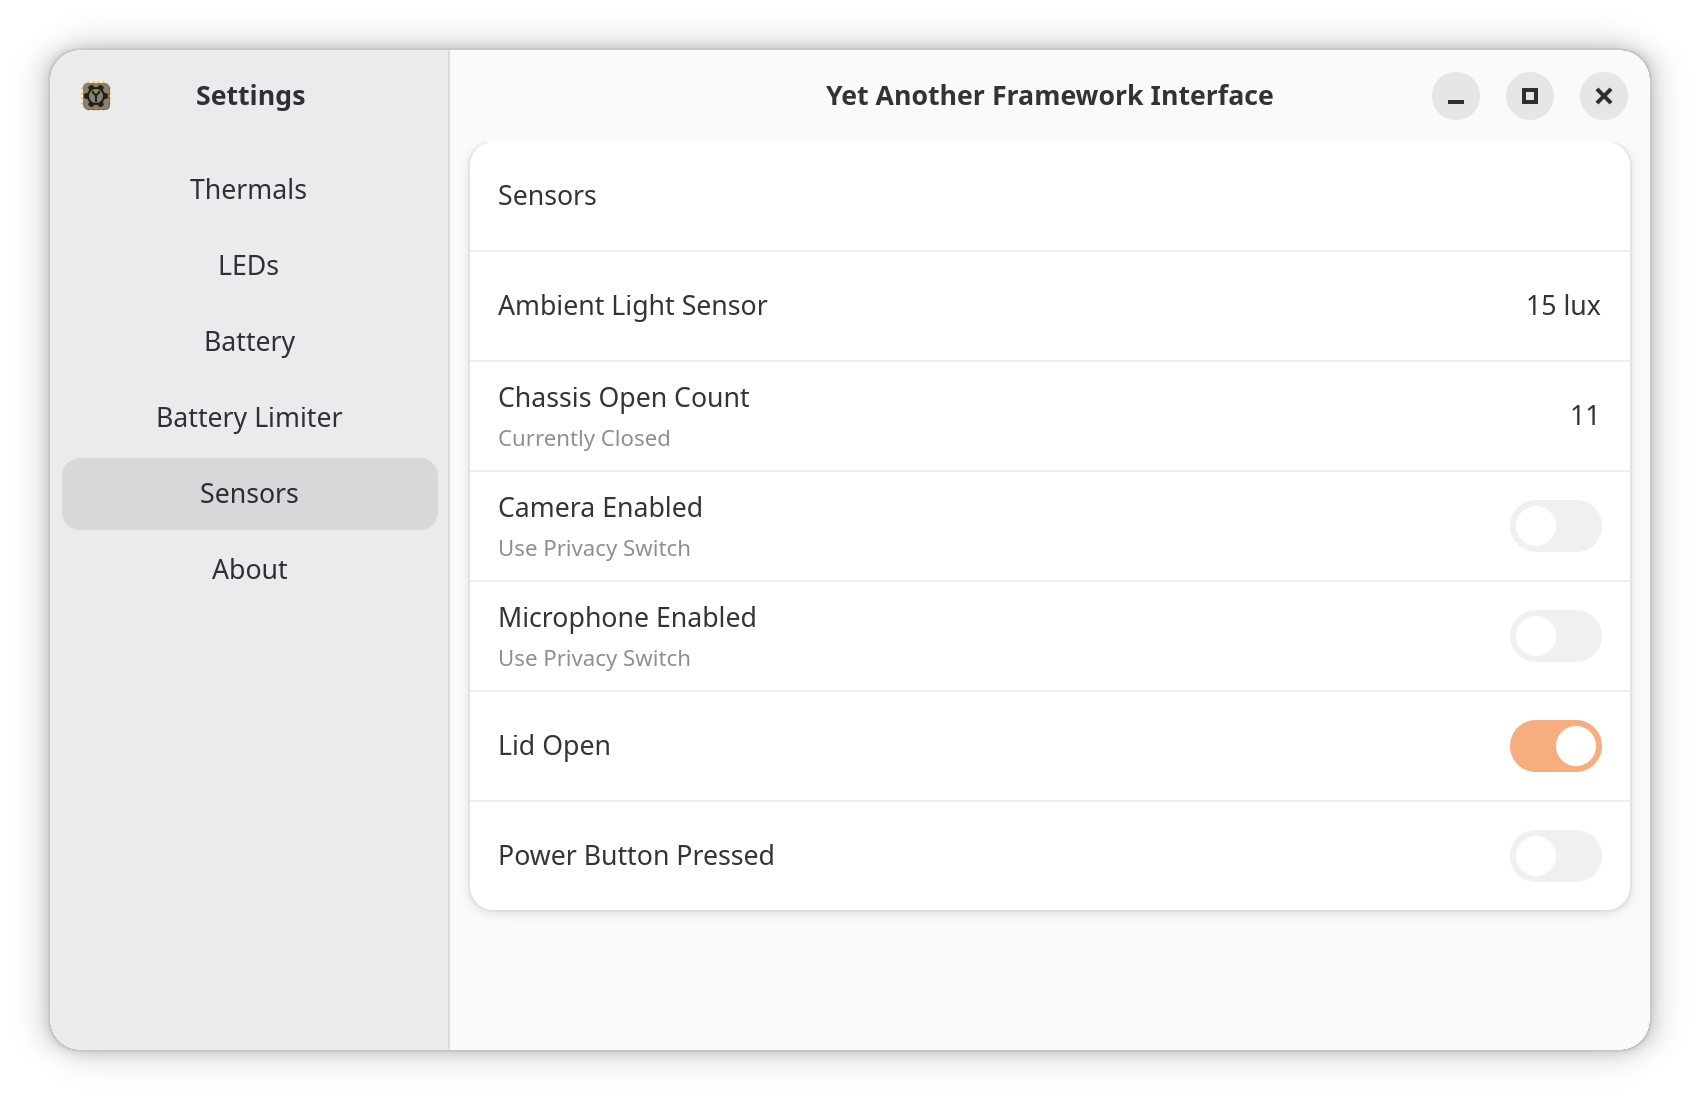 Settings
Thermals
LEDs
Battery
Battery Limiter
Sensors
About
Yet Another Framework Interface
Sensors
Ambient Light Sensor
15 lux
Chassis Open Count
Currently Closed
11
Camera Enabled
Use Privacy Switch
Microphone Enabled
Use Privacy Switch
Lid Open
Power Button Pressed